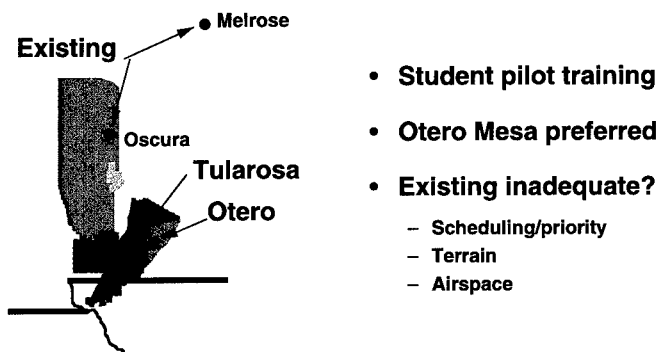 Melrose
Existing
Oscura
Tularosa
Otero
• Student pilot training
• Otero Mesa preferred
• Existing inadequate?
– Scheduling/priority
– Terrain
– Airspace